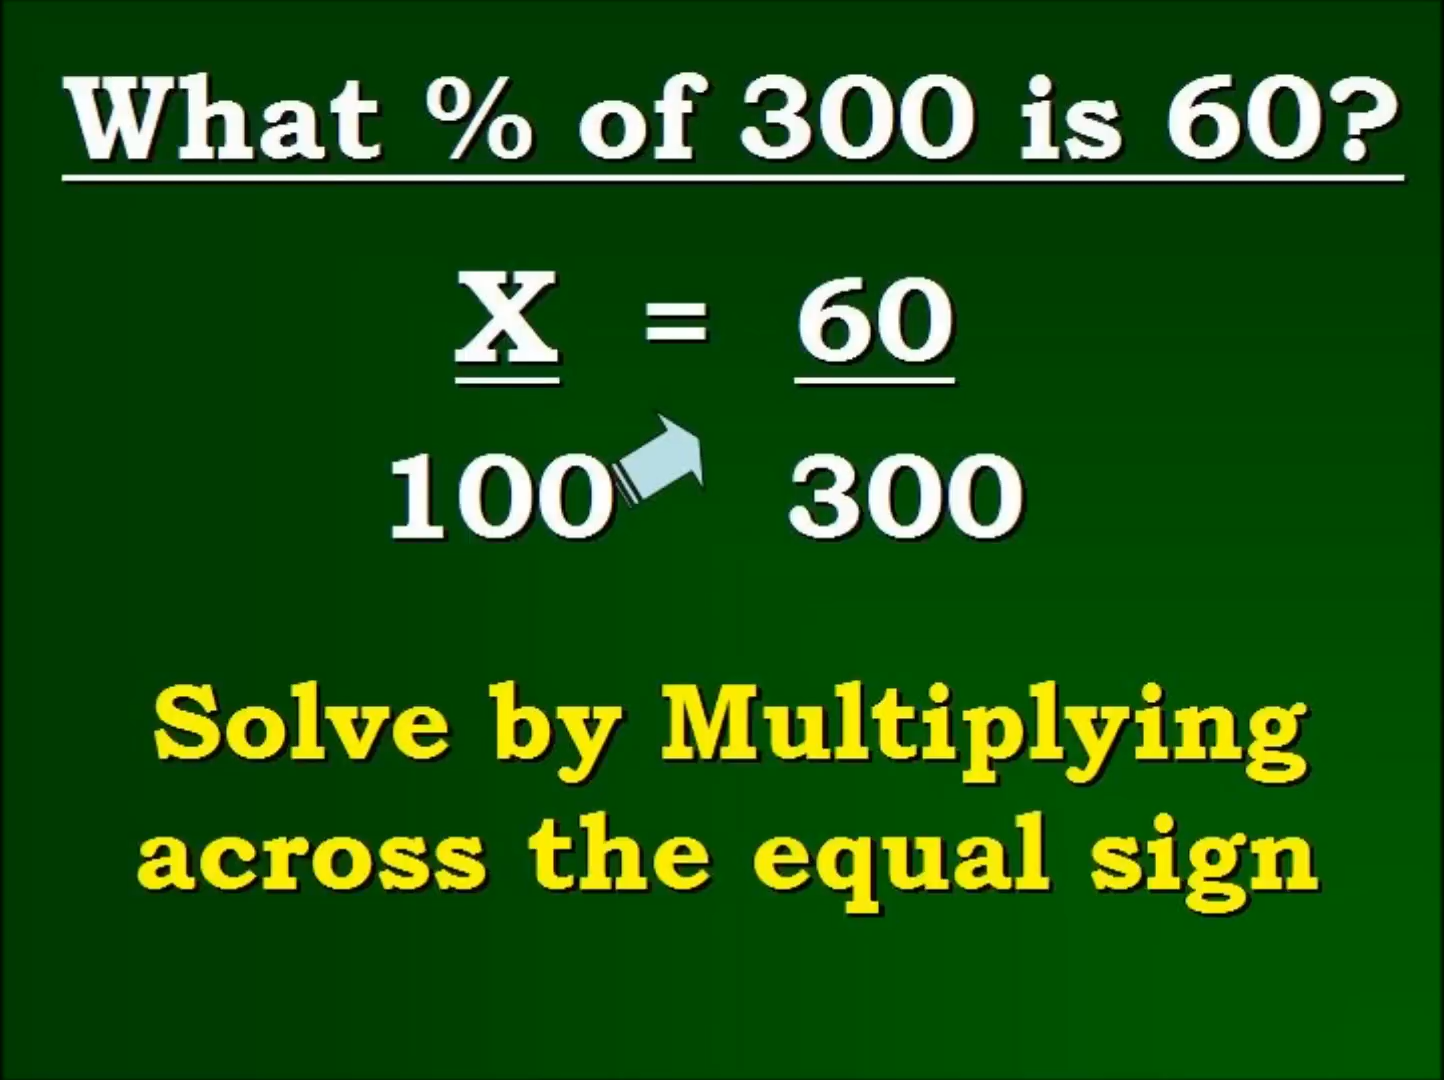 What % of 300 is 60?
X = 60
100 300
Solve by Multiplying
across the equal sign